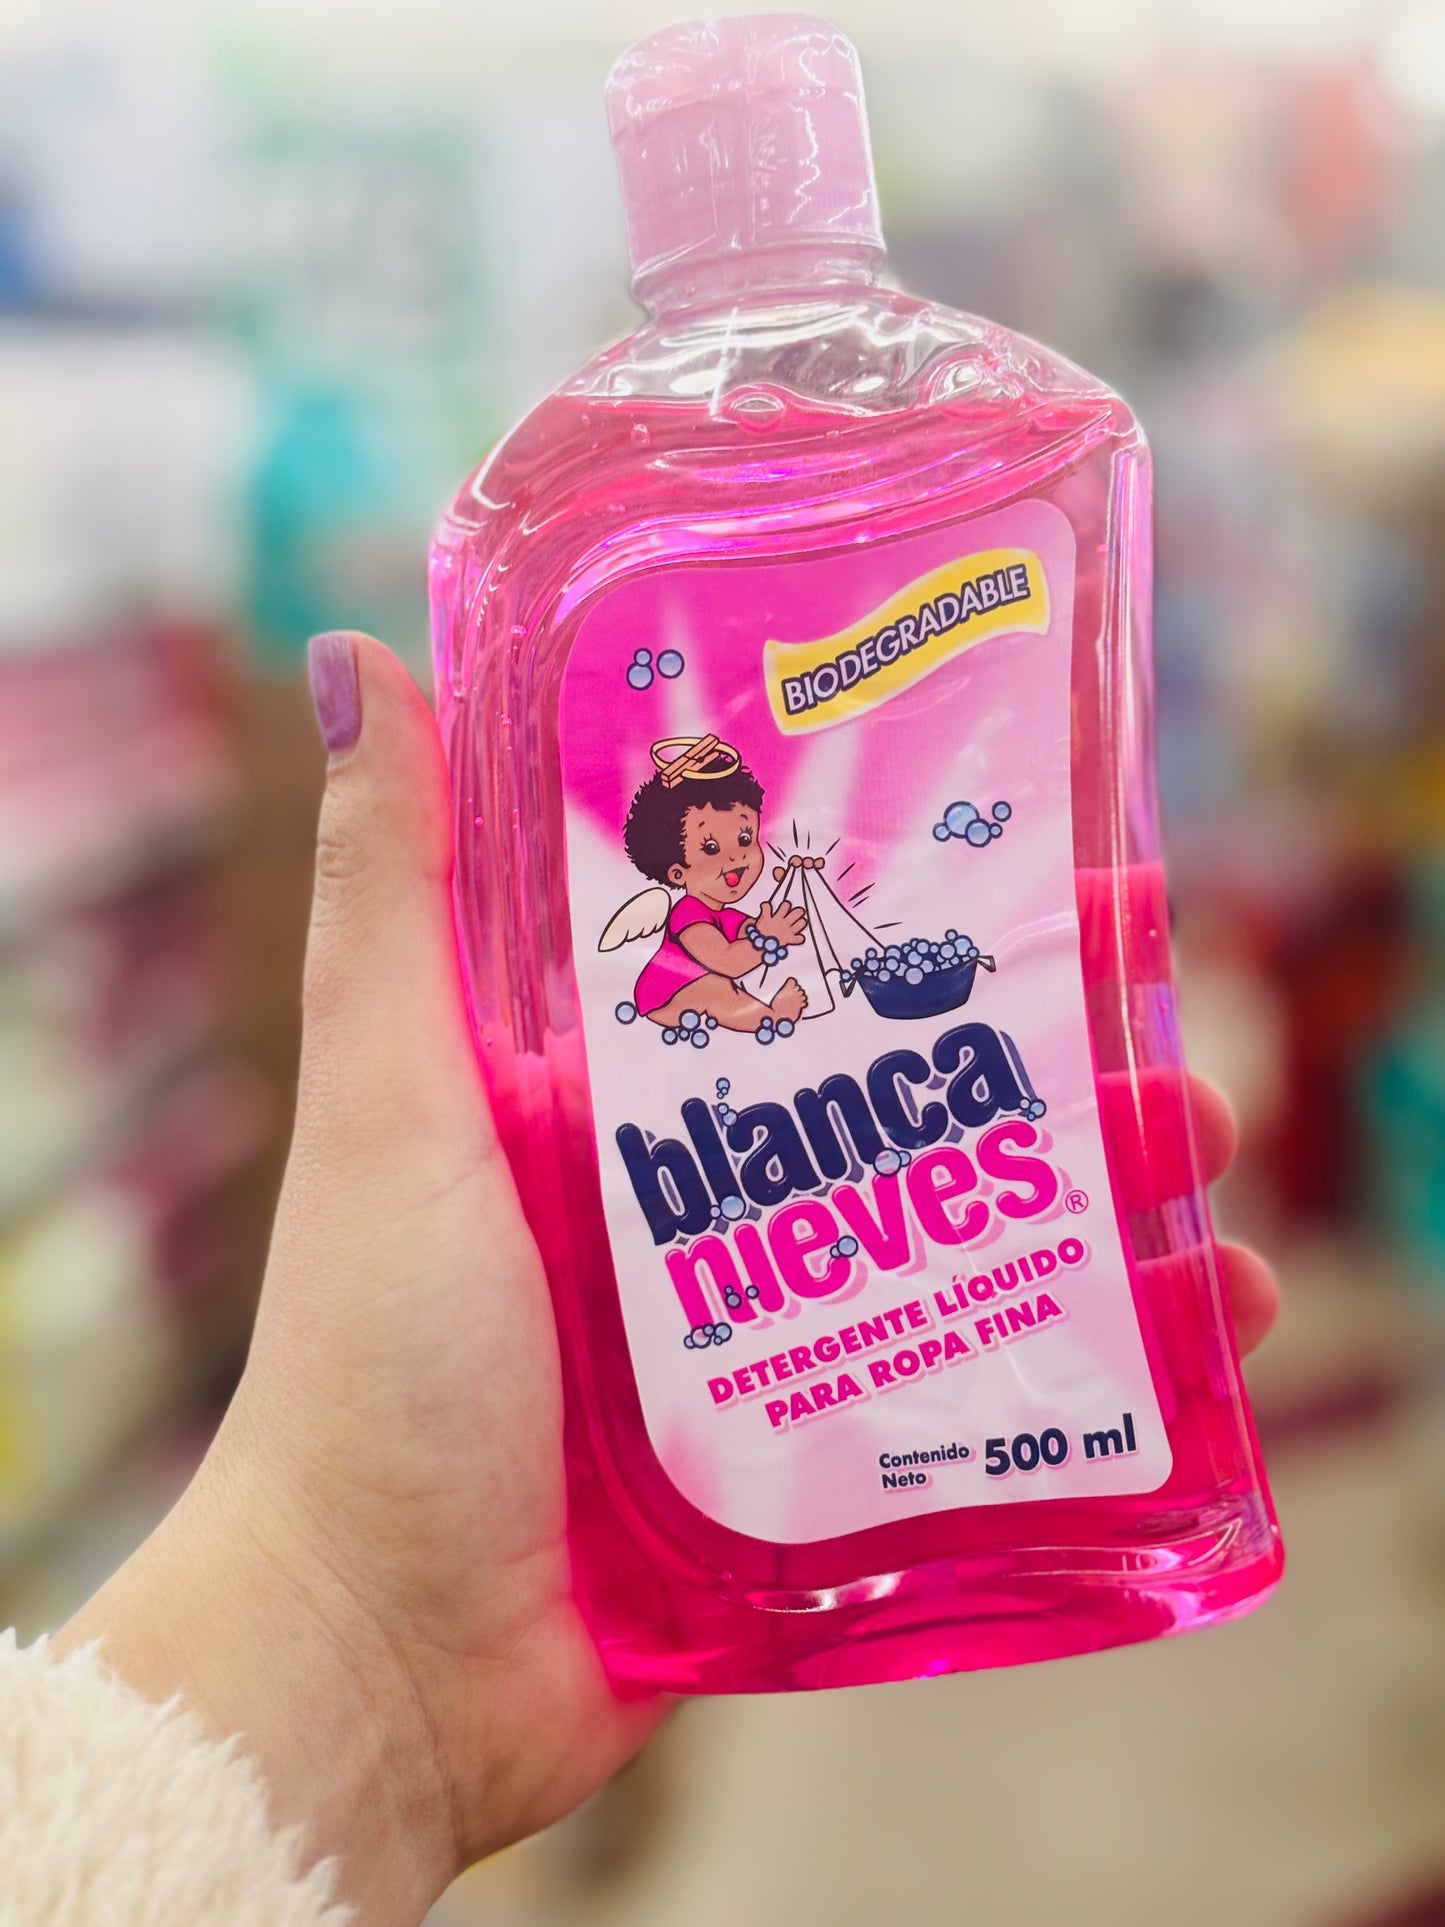 BIODEGRADABLE
blanca
nieves®
DETERGENTE LÍQUIDO
PARA ROPA FINA
Contenido
Neto
500 ml